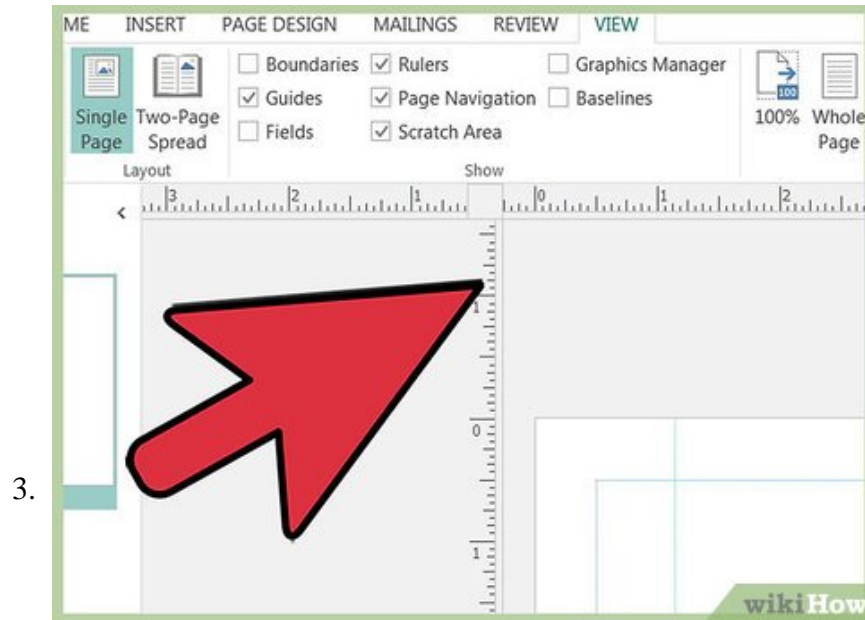 ME INSERT PAGE DESIGN MAILINGS REVIEW VIEW
Boundaries Rulers Graphics Manager
Guides Page Navigation Baselines
Fields Scratch Area
Single Page
Two-Page Spread
100%
Whole Page
100
Layout Show
3 2 1 0 1 2
1
0
1
3.
wikiHow